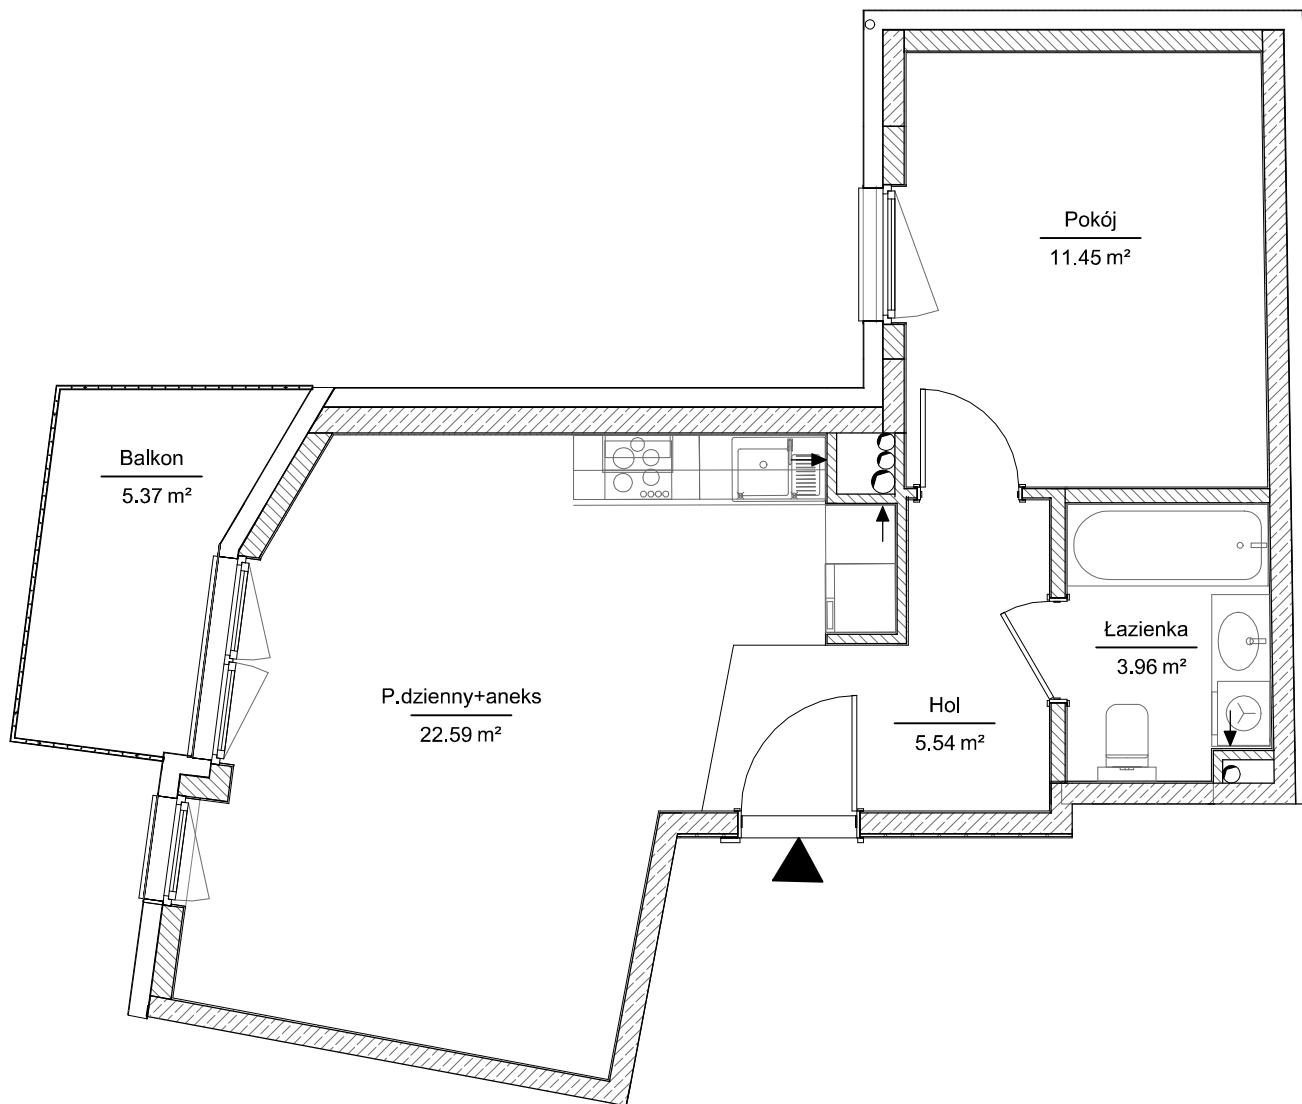 Pokój
11.45 m²
Balkon
5.37 m²
P.dzienny+aneks
22.59 m²
Łazienka
3.96 m²
Hol
5.54 m²